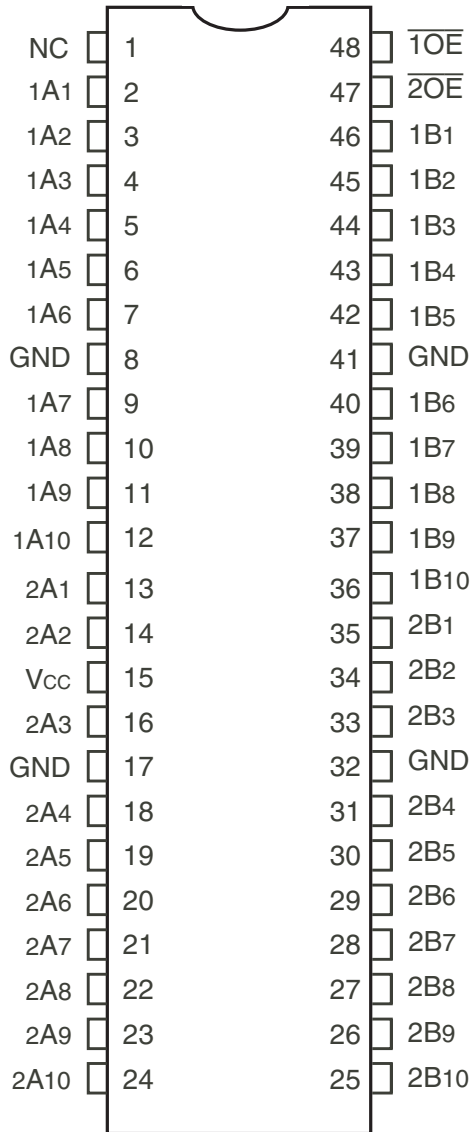 NC 1 48 1OE
1A1 2 47 2OE
1A2 3 46 1B1
1A3 4 45 1B2
1A4 5 44 1B3
1A5 6 43 1B4
1A6 7 42 1B5
GND 8 41 GND
1A7 9 40 1B6
1A8 10 39 1B7
1A9 11 38 1B8
1A10 12 37 1B9
2A1 13 36 1B10
2A2 14 35 2B1
VCC 15 34 2B2
2A3 16 33 2B3
GND 17 32 GND
2A4 18 31 2B4
2A5 19 30 2B5
2A6 20 29 2B6
2A7 21 28 2B7
2A8 22 27 2B8
2A9 23 26 2B9
2A10 24 25 2B10